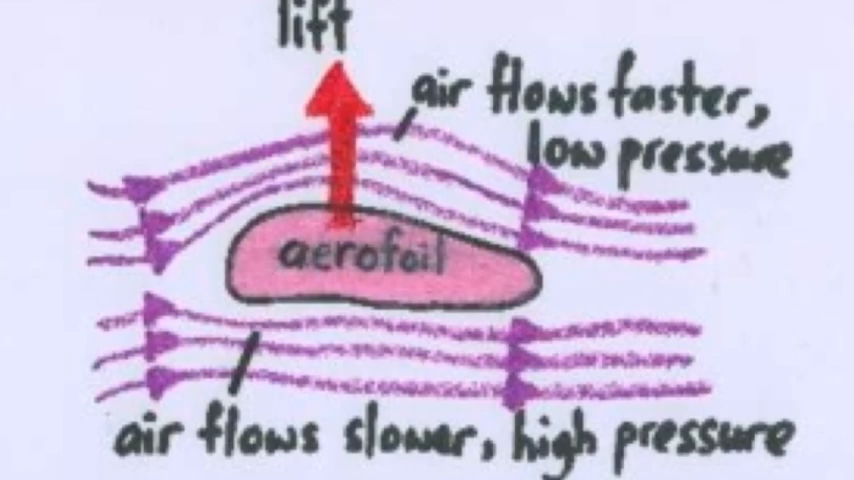 lift
air flows faster,
low pressure
aerofoil
air flows slower, high pressure